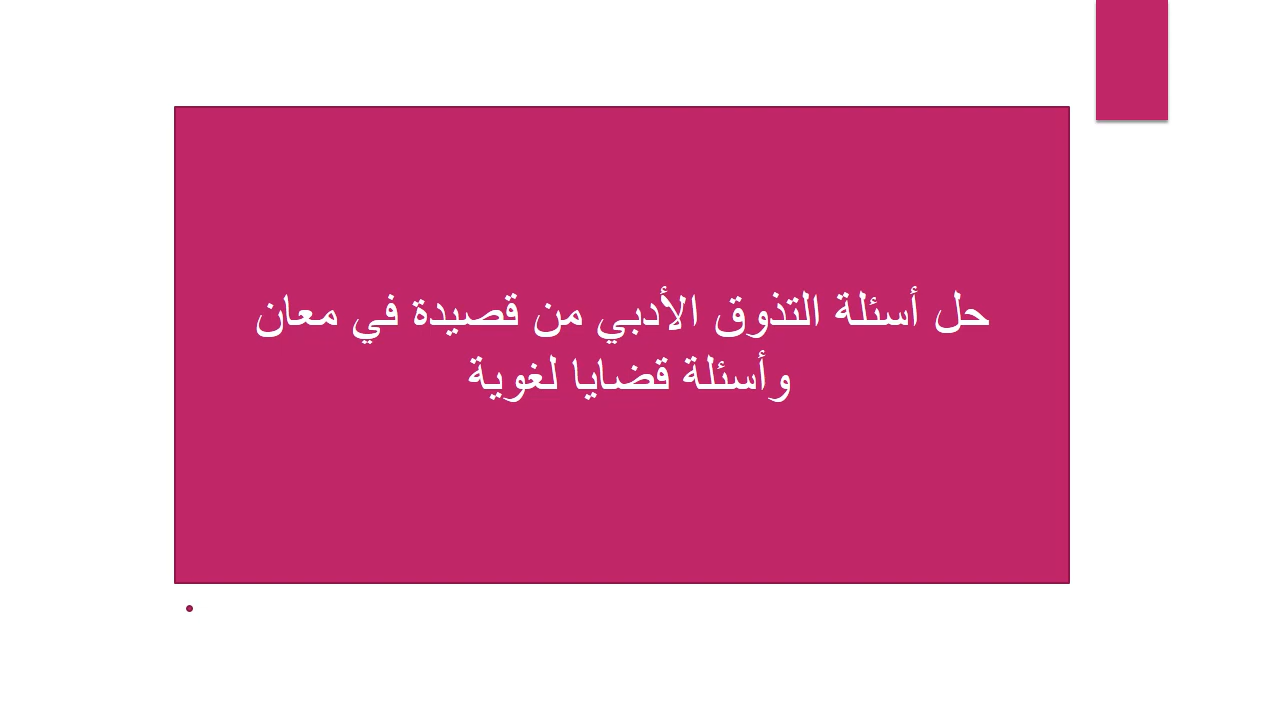 حل أسئلة التذوق الأدبي من قصيدة في معان
وأسئلة قضايا لغوية